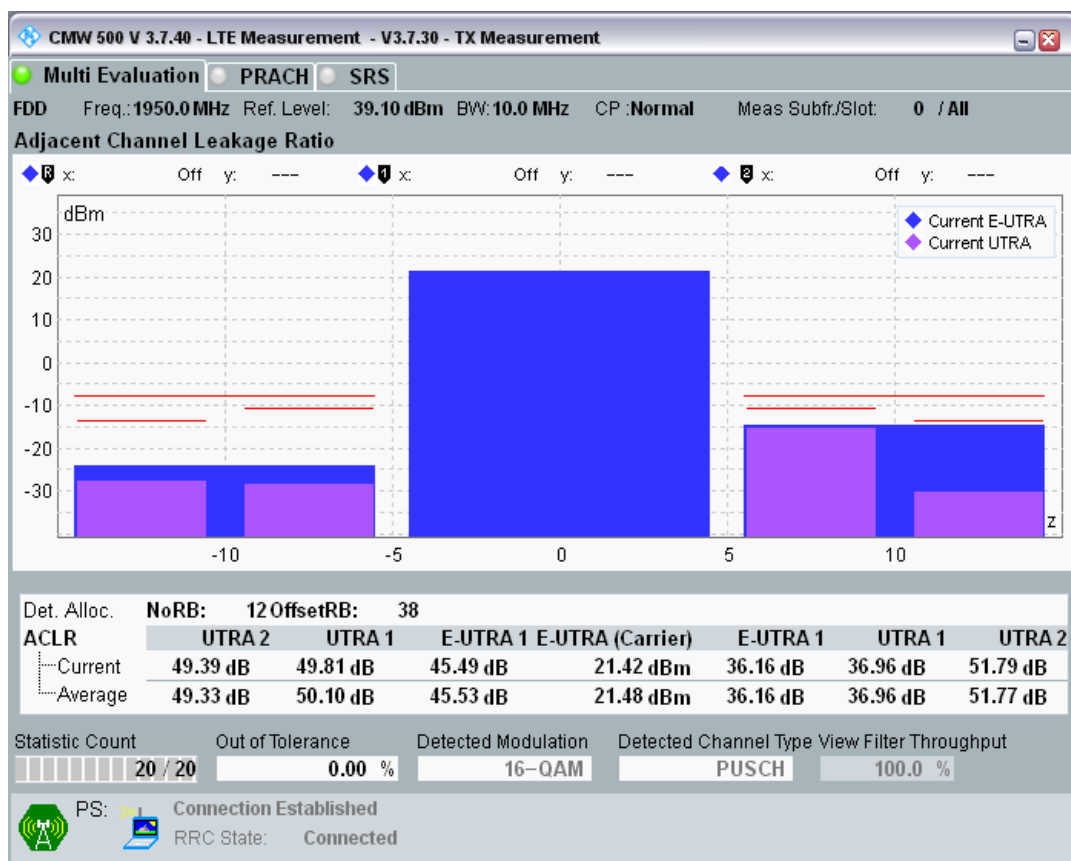 CMW 500 V 3.7.40 - LTE Measurement - V3.7.30 - TX Measurement
Multi Evaluation PRACH SRS
FDD Freq.: 1950.0 MHz Ref. Level: 39.10 dBm BW: 10.0 MHz CP :Normal Meas Subfr./Slot: 0 / All
Adjacent Channel Leakage Ratio
R x: Off y: --- 1 x: Off y: --- 2 x: Off y: ---
dBm
Current E-UTRA
Current UTRA
30
20
10
0
-10
-20
-30
z
-10 -5 0 5 10
Det. Alloc. NoRB: 12 OffsetRB: 38
ACLR UTRA 2 UTRA 1 E-UTRA 1 E-UTRA (Carrier) E-UTRA 1 UTRA 1 UTRA 2
Current 49.39 dB 49.81 dB 45.49 dB 21.42 dBm 36.16 dB 36.96 dB 51.79 dB
Average 49.33 dB 50.10 dB 45.53 dB 21.48 dBm 36.16 dB 36.96 dB 51.77 dB
Statistic Count Out of Tolerance Detected Modulation Detected Channel Type View Filter Throughput
20 / 20 0.00 % 16-QAM PUSCH 100.0 %
PS: Connection Established
RRC State: Connected